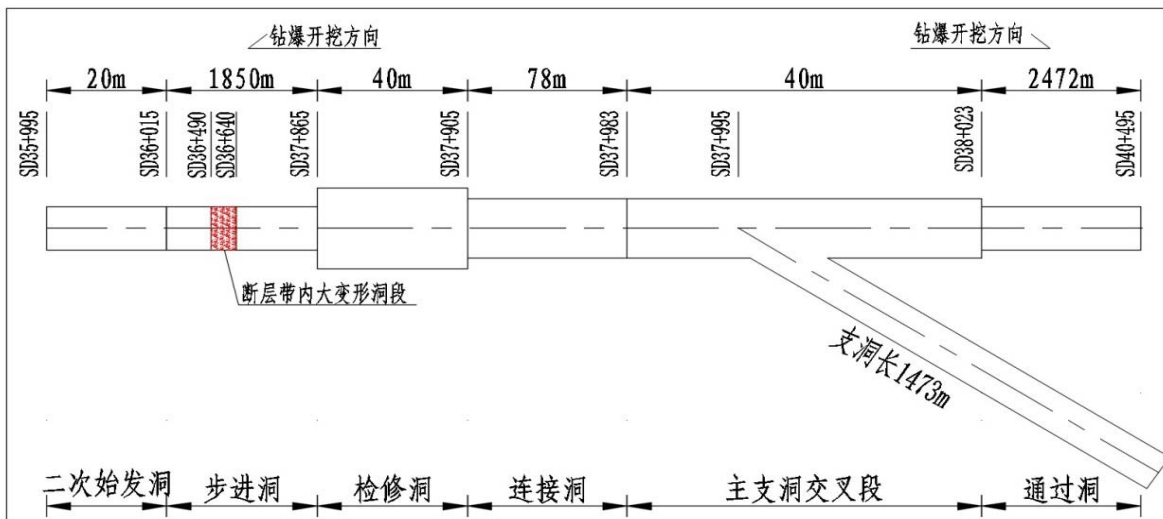 钻爆开挖方向
钻爆开挖方向
20m 1850m 40m 78m 40m 2472m
SD35+995
SD36+015
SD36+490
SD36+640
SD37+865
SD37+905
SD37+983
SD37+995
SD38+023
SD40+495
断层带内大变形洞段
支洞长1473m
二次始发洞 步进洞 检修洞 连接洞 主支洞交叉段 通过洞